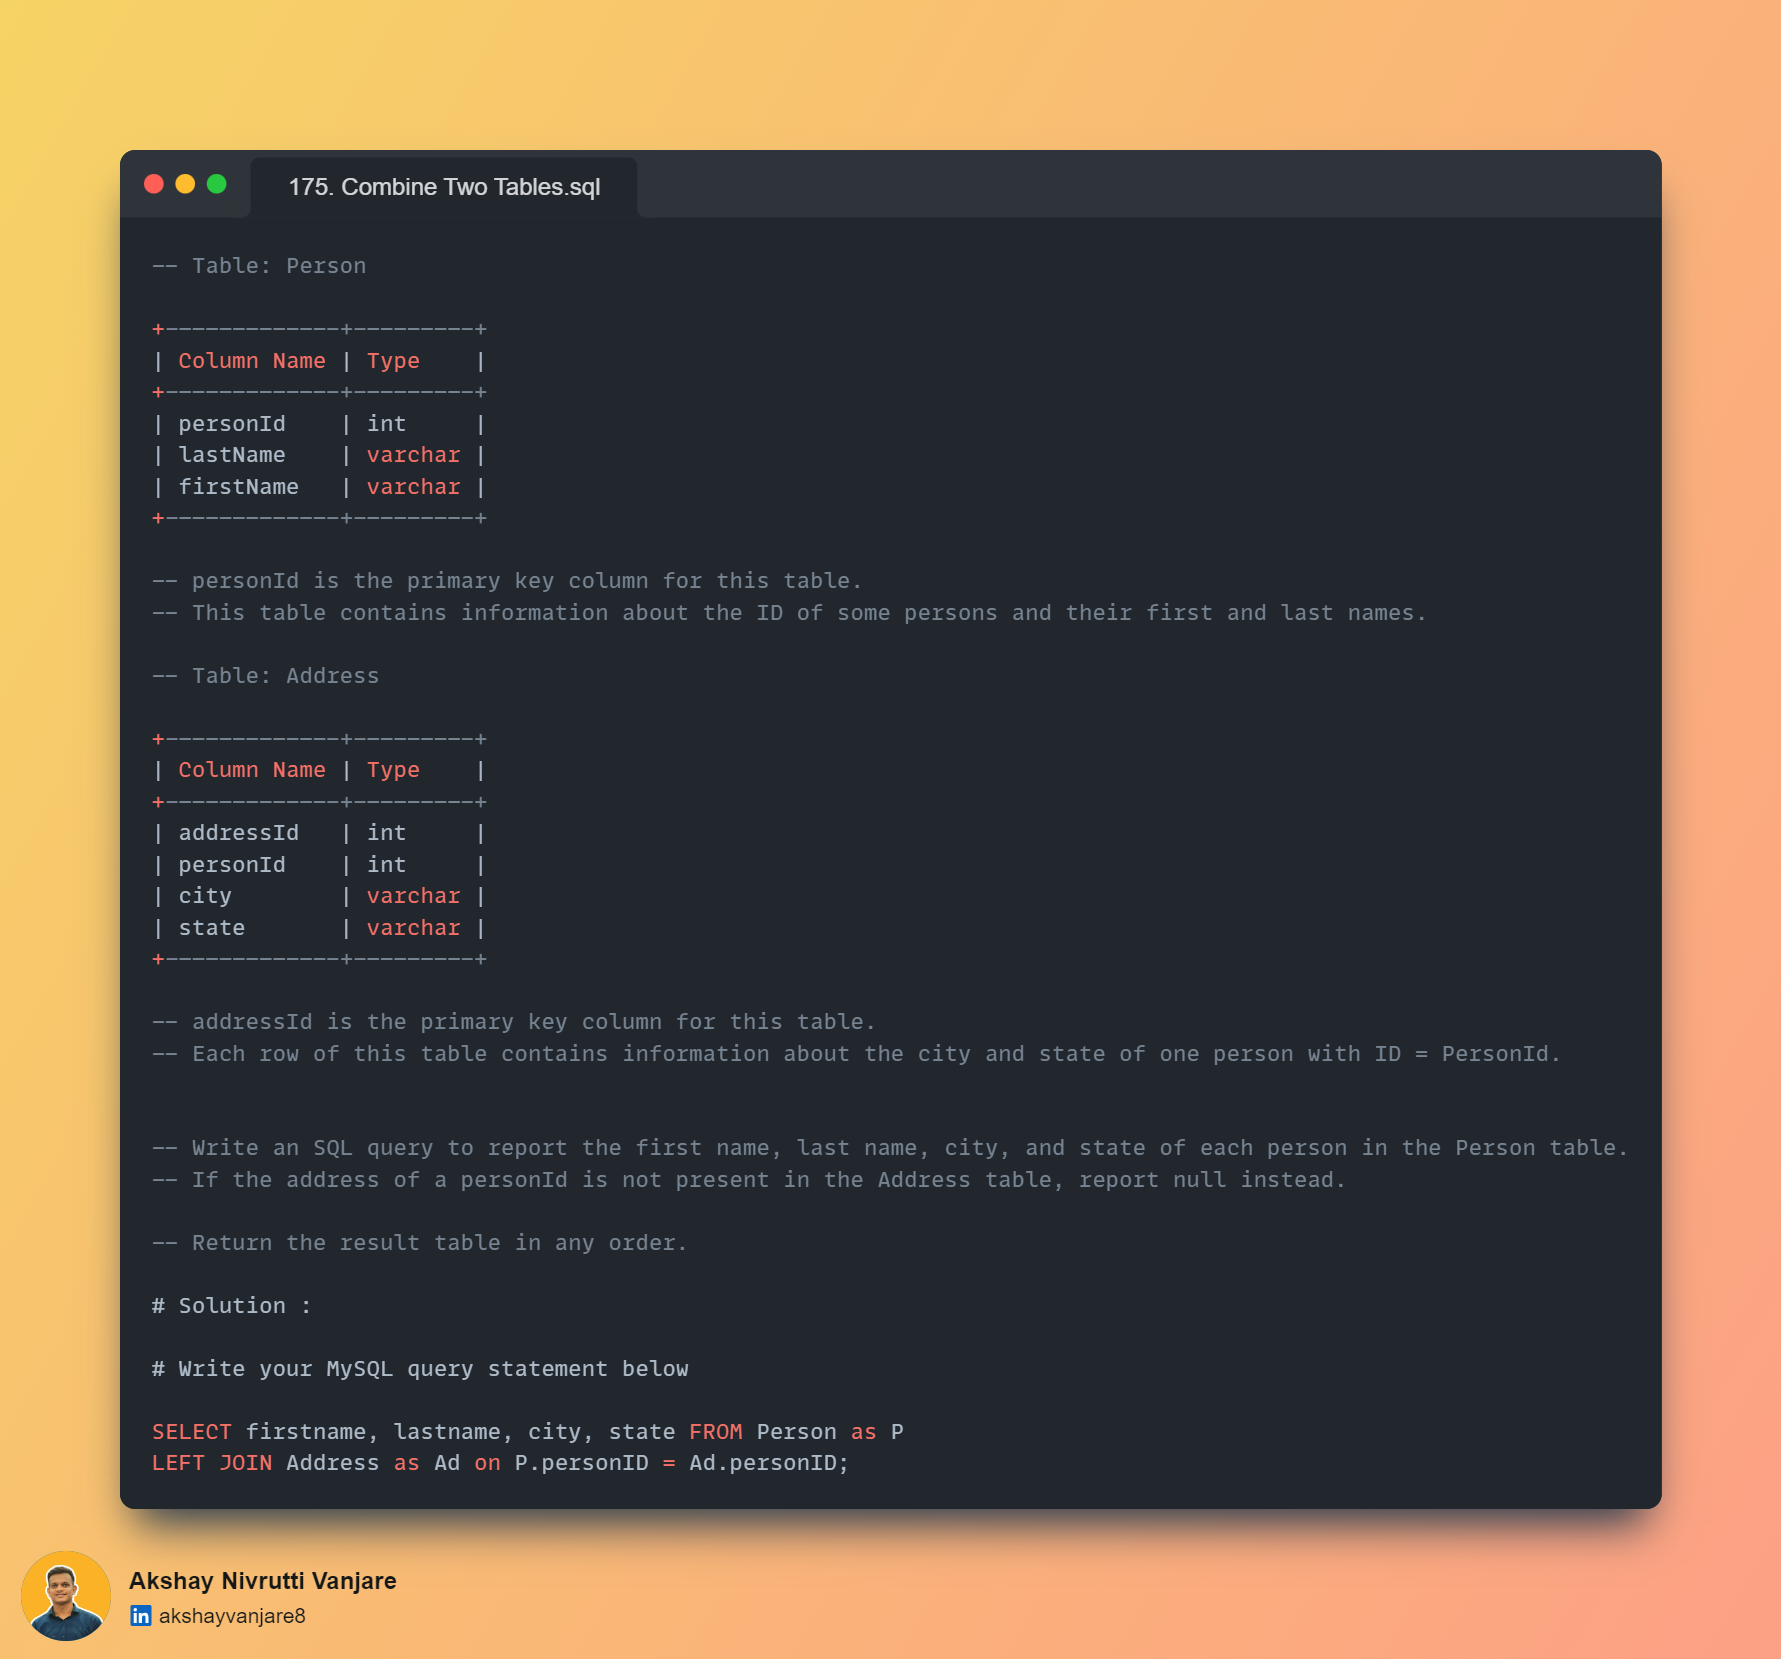 175. Combine Two Tables.sql
-- Table: Person
+-------------+---------+
| Column Name | Type    |
+-------------+---------+
| personId    | int     |
| lastName    | varchar |
| firstName   | varchar |
+-------------+---------+
-- personId is the primary key column for this table.
-- This table contains information about the ID of some persons and their first and last names.
-- Table: Address
+-------------+---------+
| Column Name | Type    |
+-------------+---------+
| addressId   | int     |
| personId    | int     |
| city        | varchar |
| state       | varchar |
+-------------+---------+
-- addressId is the primary key column for this table.
-- Each row of this table contains information about the city and state of one person with ID = PersonId.
-- Write an SQL query to report the first name, last name, city, and state of each person in the Person table.
-- If the address of a personId is not present in the Address table, report null instead.
-- Return the result table in any order.
# Solution :
# Write your MySQL query statement below
SELECT firstname, lastname, city, state FROM Person as P
LEFT JOIN Address as Ad on P.personID = Ad.personID;
Akshay Nivrutti Vanjare
in akshayvanjare8